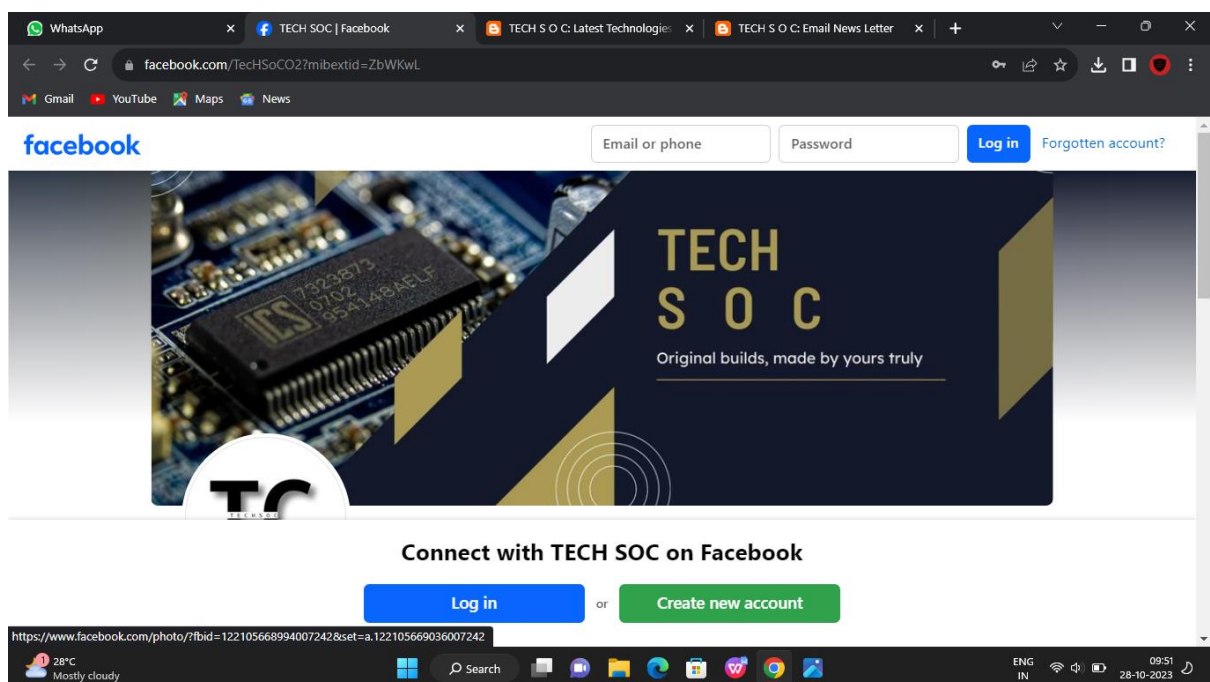 WhatsApp
TECH SOC | Facebook
TECH S O C: Latest Technologies
TECH S O C: Email News Letter
facebook.com/TecHSoCO2?mibextid=ZbWKwL
Gmail YouTube Maps News
facebook
Email or phone
Password
Log in
Forgotten account?
7323873
0702
954148AELF
ICS
TECH
S O C
Original builds, made by yours truly
TC
TECHSOC
Connect with TECH SOC on Facebook
Log in or Create new account
https://www.facebook.com/photo/?fbid=122105668994007242&set=a.122105669036007242
1
28°C
Mostly cloudy
Search
ENG
IN
09:51
28-10-2023